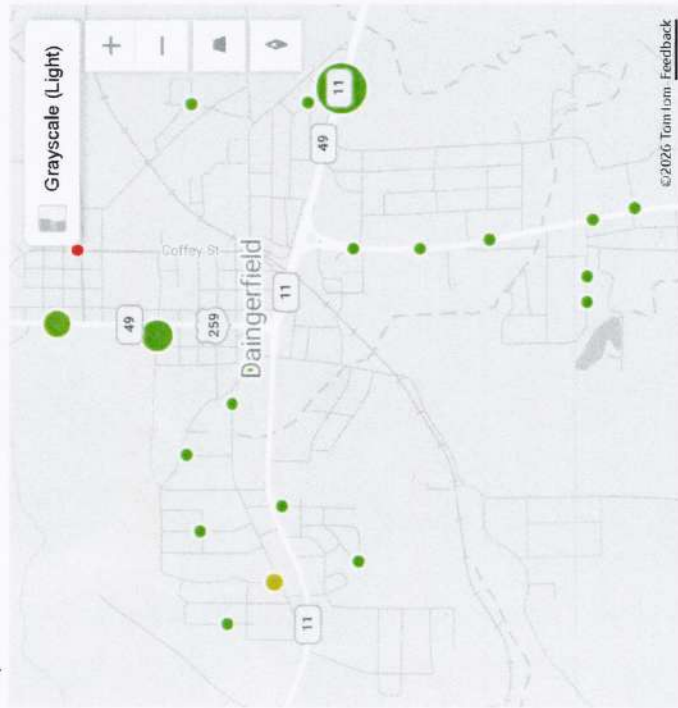 Grayscale (Light)
Coffey St
49
259
Daingerfield
11
49
11
11
©2026 TomTom Feedback